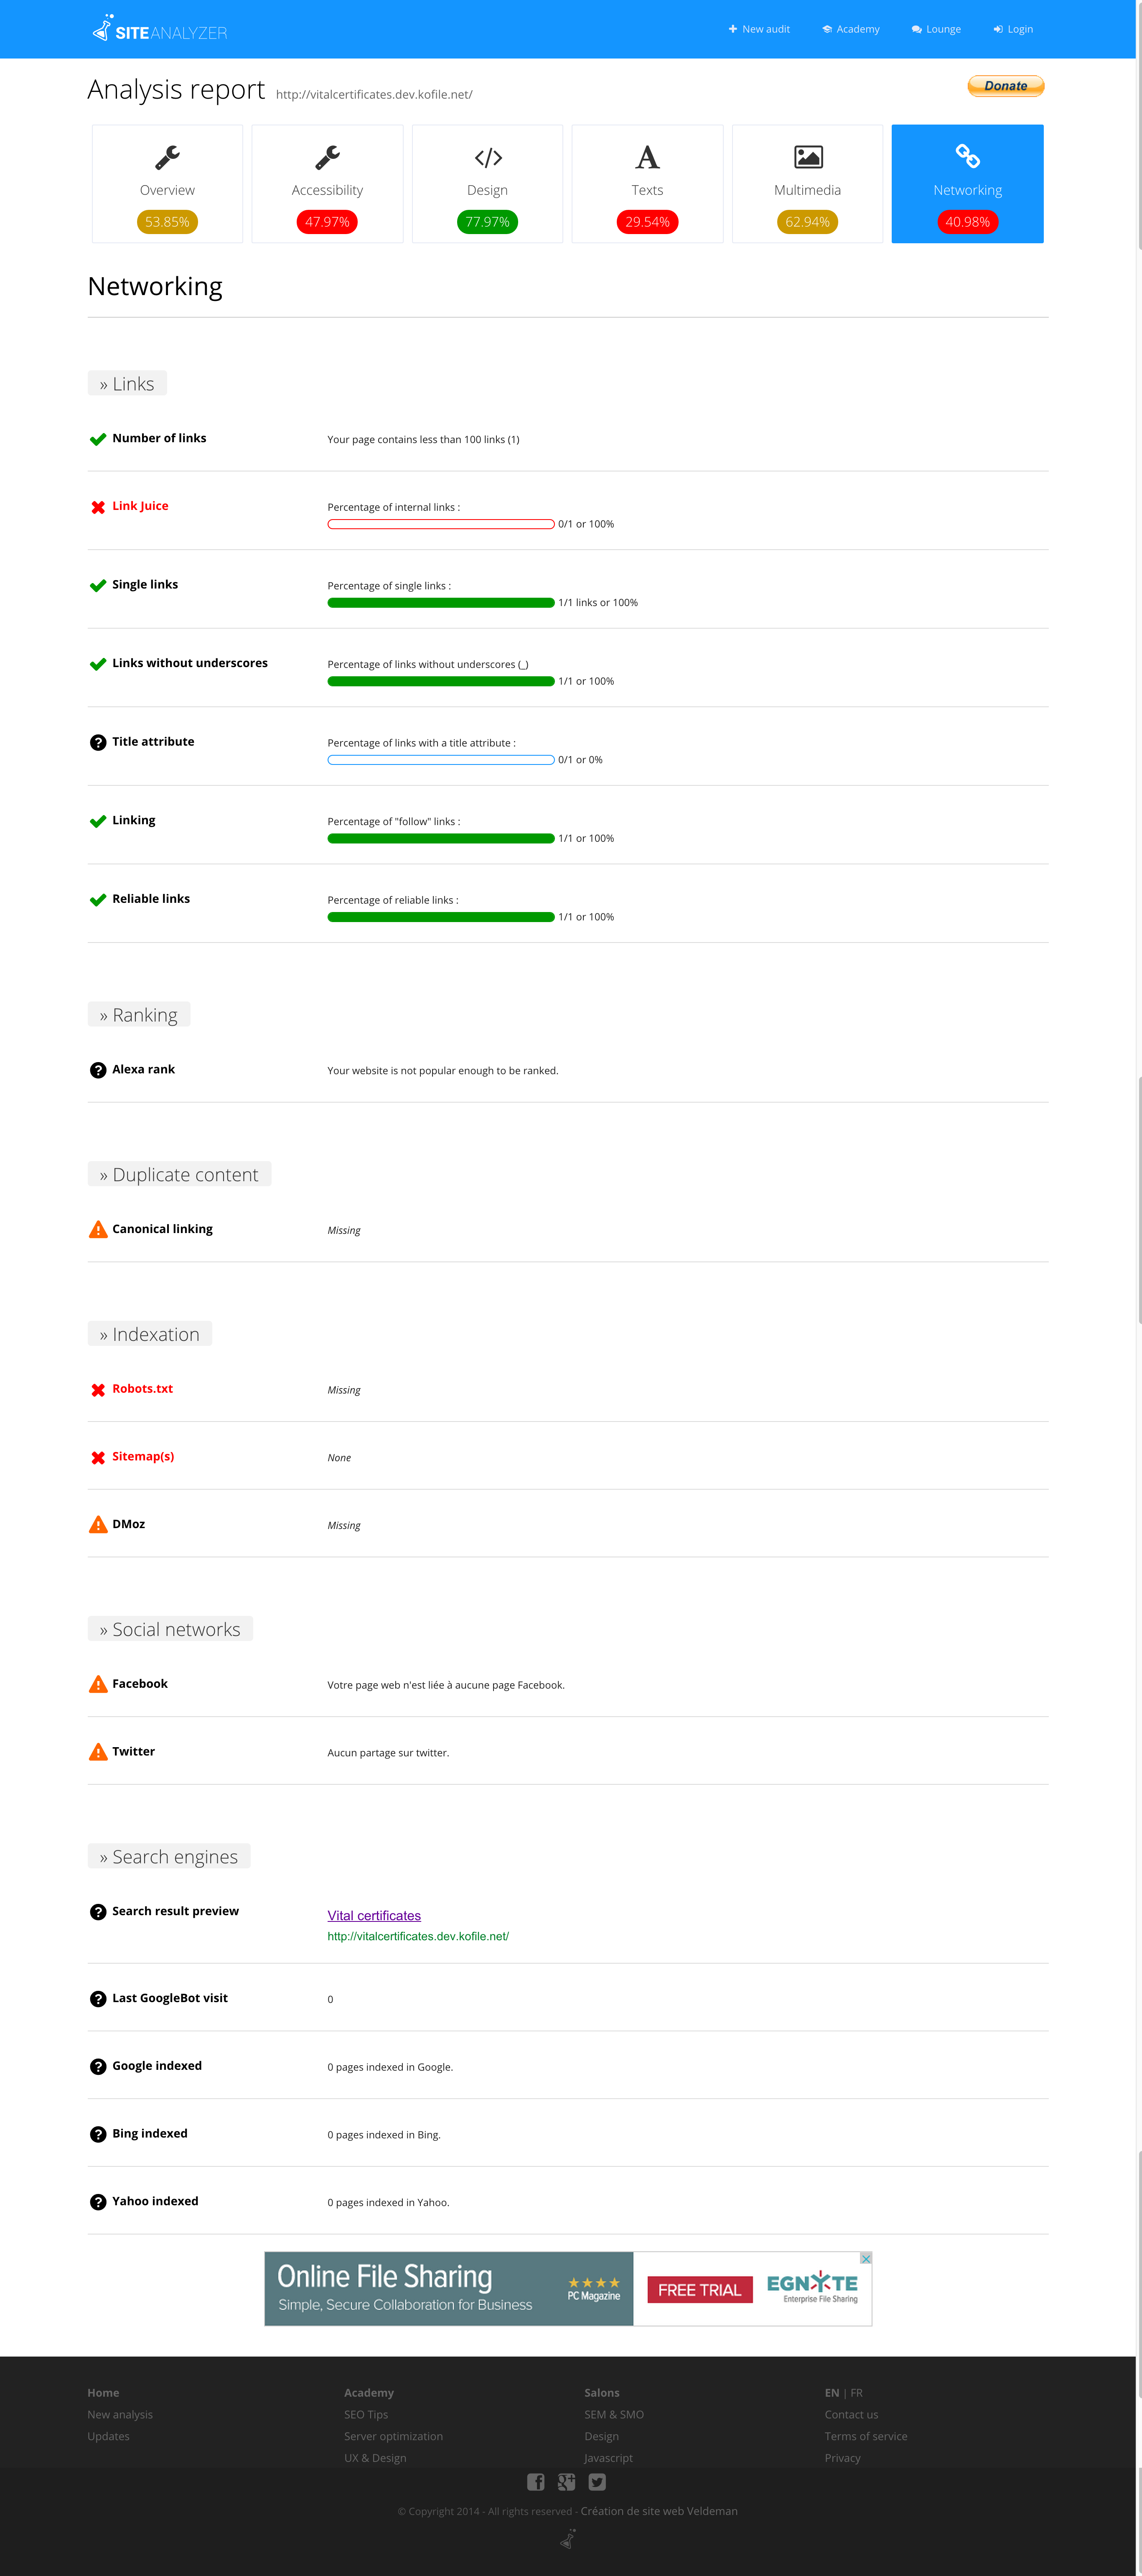 SITEANALYZER
New audit
Academy
Lounge
Login
Analysis report http://vitalcertificates.dev.kofile.net/
Donate
Overview
53.85%
Accessibility
47.97%
</>
Design
77.97%
A
Texts
29.54%
Multimedia
62.94%
Networking
40.98%
Networking
» Links
Number of links
Your page contains less than 100 links (1)
Link Juice
Percentage of internal links :
0/1 or 100%
Single links
Percentage of single links :
1/1 links or 100%
Links without underscores
Percentage of links without underscores (_)
1/1 or 100%
Title attribute
Percentage of links with a title attribute :
0/1 or 0%
Linking
Percentage of "follow" links :
1/1 or 100%
Reliable links
Percentage of reliable links :
1/1 or 100%
» Ranking
Alexa rank
Your website is not popular enough to be ranked.
» Duplicate content
Canonical linking
Missing
» Indexation
Robots.txt
Missing
Sitemap(s)
None
DMoz
Missing
» Social networks
Facebook
Votre page web n'est liée à aucune page Facebook.
Twitter
Aucun partage sur twitter.
» Search engines
Search result preview
Vital certificates
http://vitalcertificates.dev.kofile.net/
Last GoogleBot visit
0
Google indexed
0 pages indexed in Google.
Bing indexed
0 pages indexed in Bing.
Yahoo indexed
0 pages indexed in Yahoo.
Online File Sharing
Simple, Secure Collaboration for Business
PC Magazine
FREE TRIAL
EGNYTE
Enterprise File Sharing
Home
New analysis
Updates
Academy
SEO Tips
Server optimization
UX & Design
Salons
SEM & SMO
Design
Javascript
EN | FR
Contact us
Terms of service
Privacy
© Copyright 2014 - All rights reserved - Création de site web Veldeman